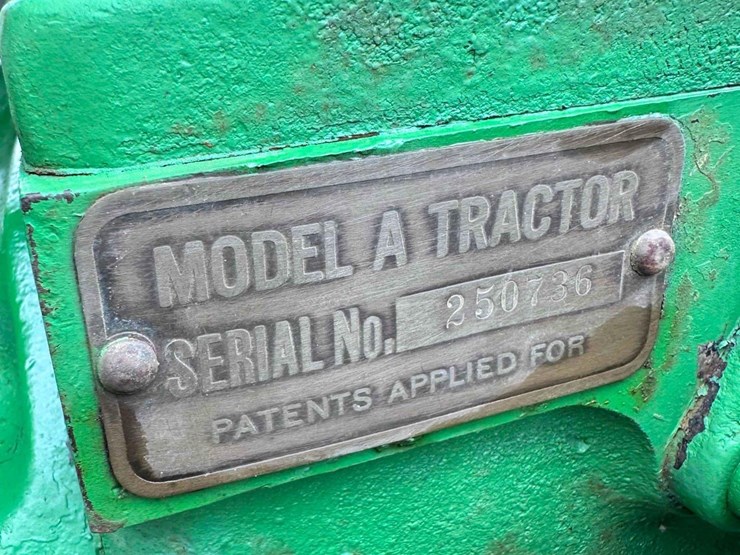 MODEL A TRACTOR
SERIAL NO. 250736
PATENTS APPLIED FOR